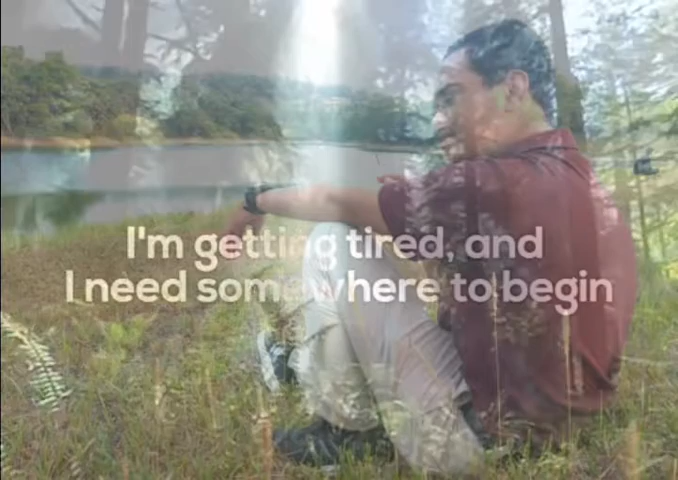 I'm getting tired, and
I need somewhere to begin